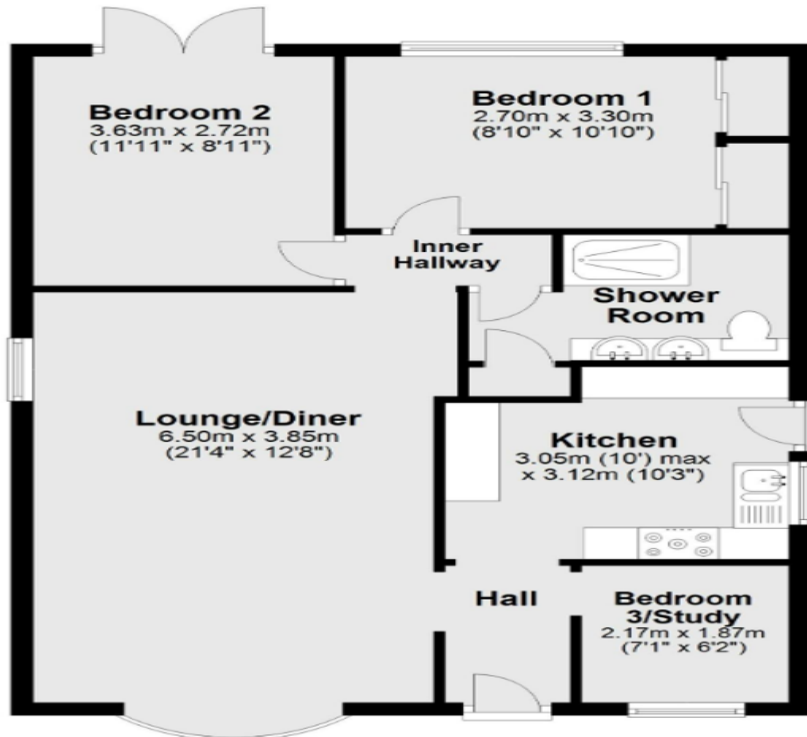 Bedroom 2
3.63m x 2.72m
(11'11" x 8'11")
Bedroom 1
2.70m x 3.30m
(8'10" x 10'10")
Inner
Hallway
Shower
Room
Lounge/Diner
6.50m x 3.85m
(21'4" x 12'8")
Kitchen
3.05m (10') max
x 3.12m (10'3")
Hall
Bedroom
3/Study
2.17m x 1.87m
(7'1" x 6'2")